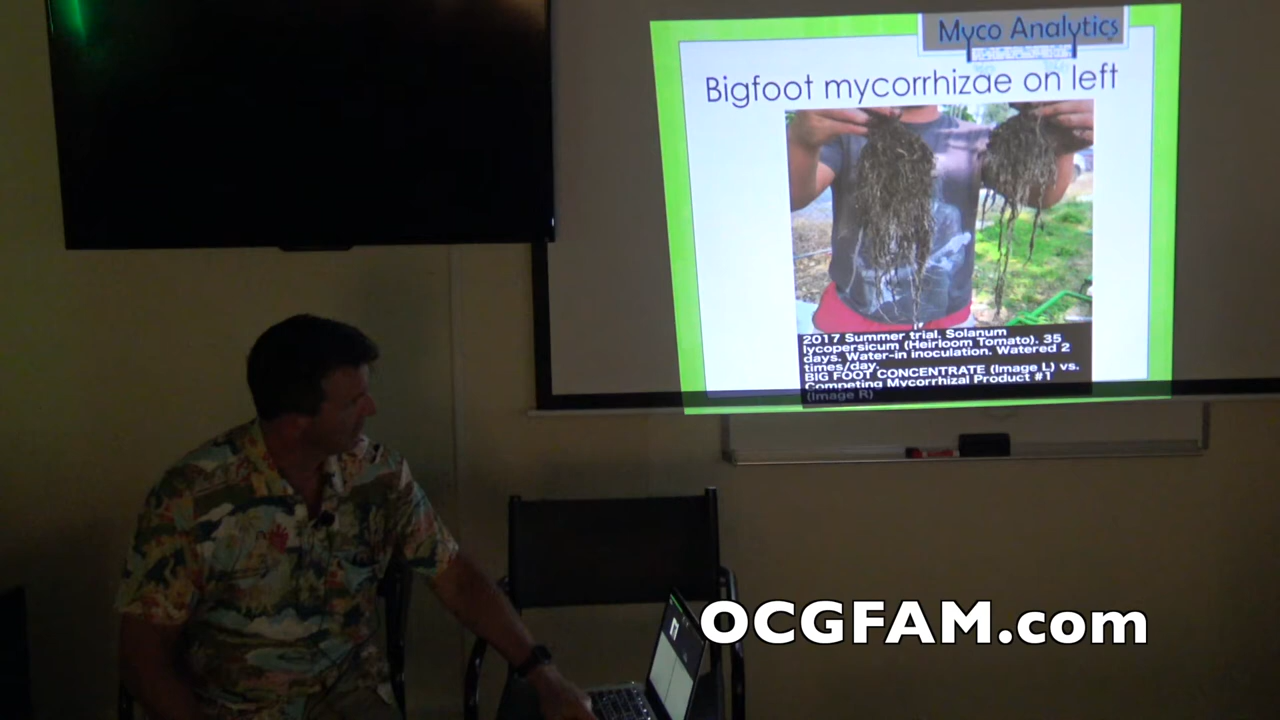 Myco Analytics
Bigfoot mycorrhizae on left
2017 Summer trial. Solanum
lycopersicum (Heirloom Tomato). 35
days. Water-in inoculation. Watered 2
times/day.
BIG FOOT CONCENTRATE (Image L) vs.
Competing Mycorrhizal Product #1
(Image R)
OCGFAM.com